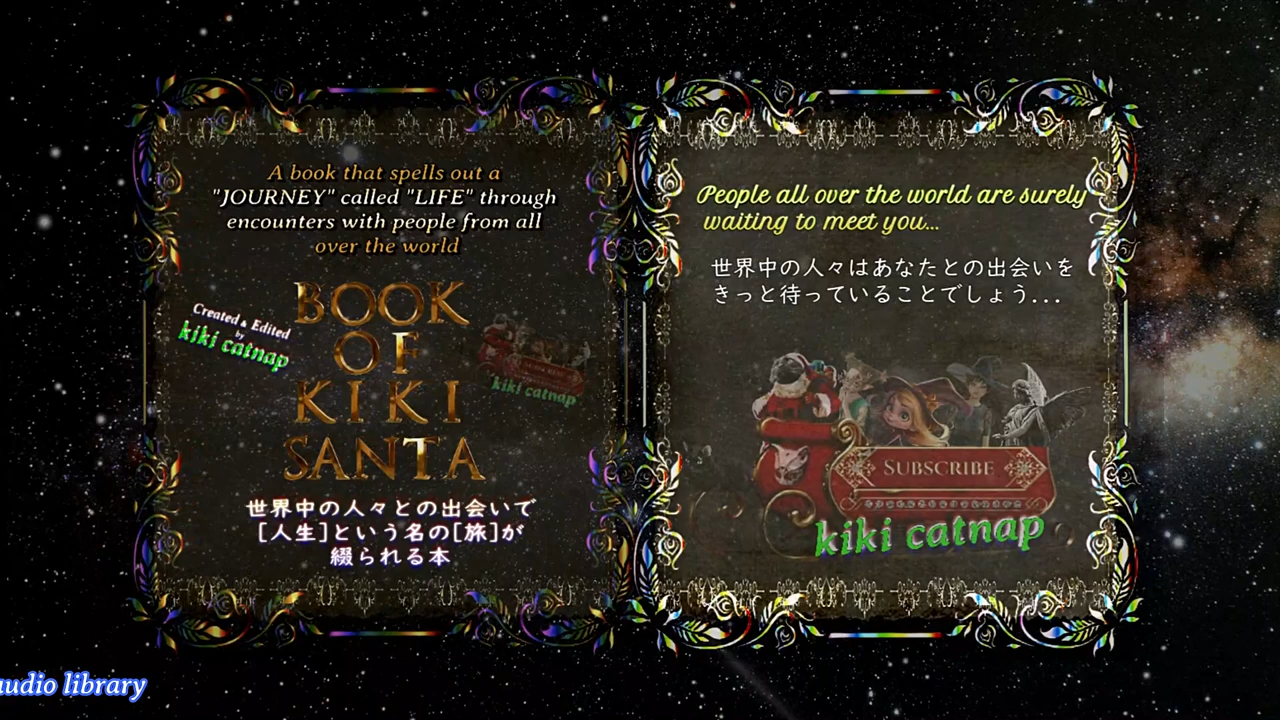 A book that spells out a
"JOURNEY" called "LIFE" through
encounters with people from all
over the world
Created & Edited
by
kiki catnap
BOOK
OF
KIKI
SANTA
kiki catnap
世界中の人々との出会いで
[人生]という名の[旅]が
綴られる本
People all over the world are surely
waiting to meet you...
世界中の人々はあなたとの出会いを
きっと待っていることでしょう...
SUBSCRIBE
kiki catnap
audio library